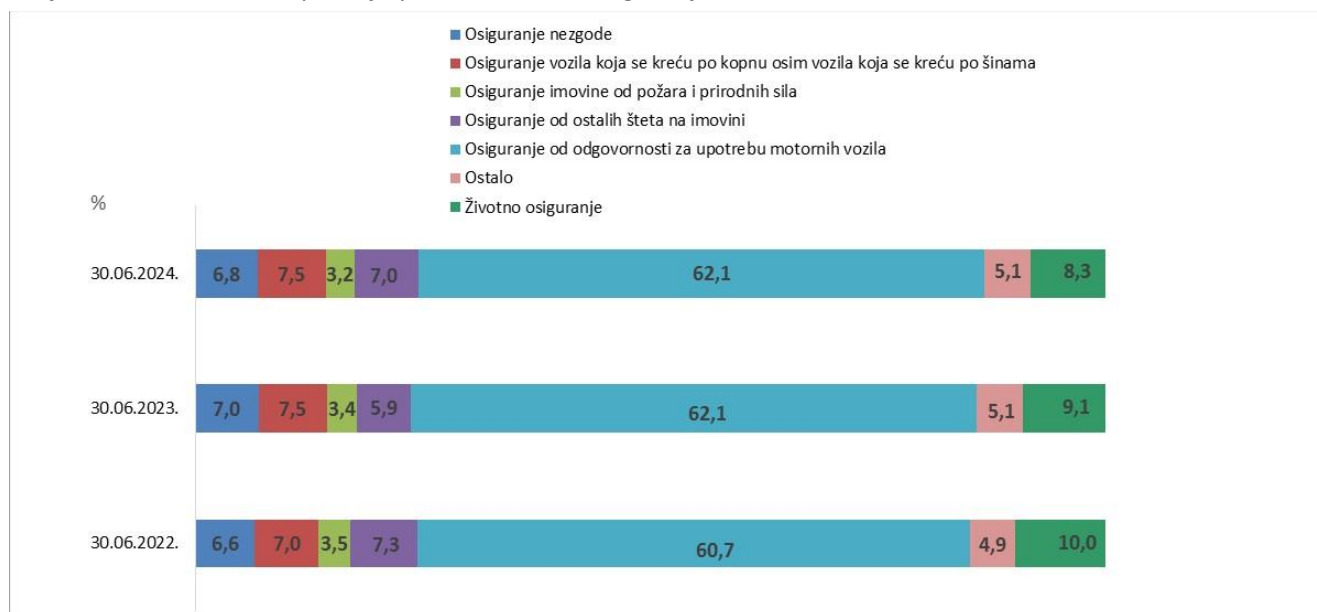 Osiguranje nezgode
Osiguranje vozila koja se kreću po kopnu osim vozila koja se kreću po šinama
Osiguranje imovine od požara i prirodnih sila
Osiguranje od ostalih šteta na imovini
Osiguranje od odgovornosti za upotrebu motornih vozila
Ostalo
Životno osiguranje
%
30.06.2024. 6,8 7,5 3,2 7,0 62,1 5,1 8,3
30.06.2023. 7,0 7,5 3,4 5,9 62,1 5,1 9,1
30.06.2022. 6,6 7,0 3,5 7,3 60,7 4,9 10,0